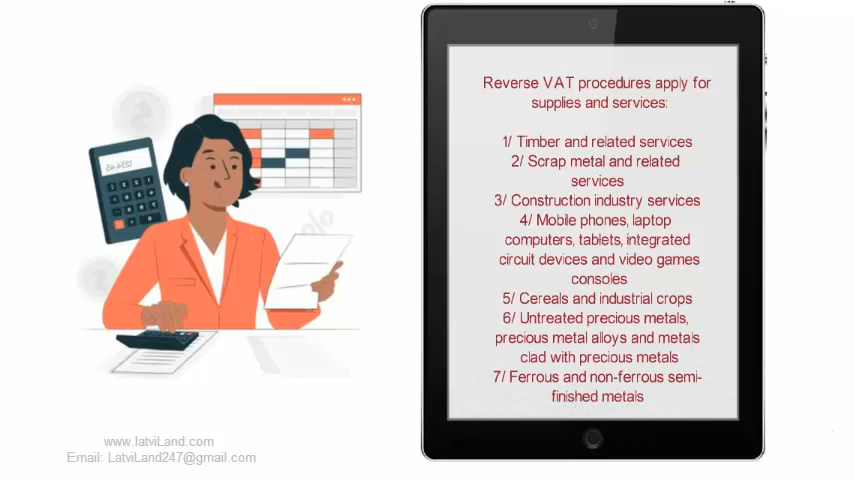 Reverse VAT procedures apply for
supplies and services:
1/ Timber and related services
2/ Scrap metal and related
services
3/ Construction industry services
4/ Mobile phones, laptop
computers, tablets, integrated
circuit devices and video games
consoles
5/ Cereals and industrial crops
6/ Untreated precious metals,
precious metal alloys and metals
clad with precious metals
7/ Ferrous and non-ferrous semi-
finished metals
%
www.latviLand.com
Email: LatviLand247@gmail.com